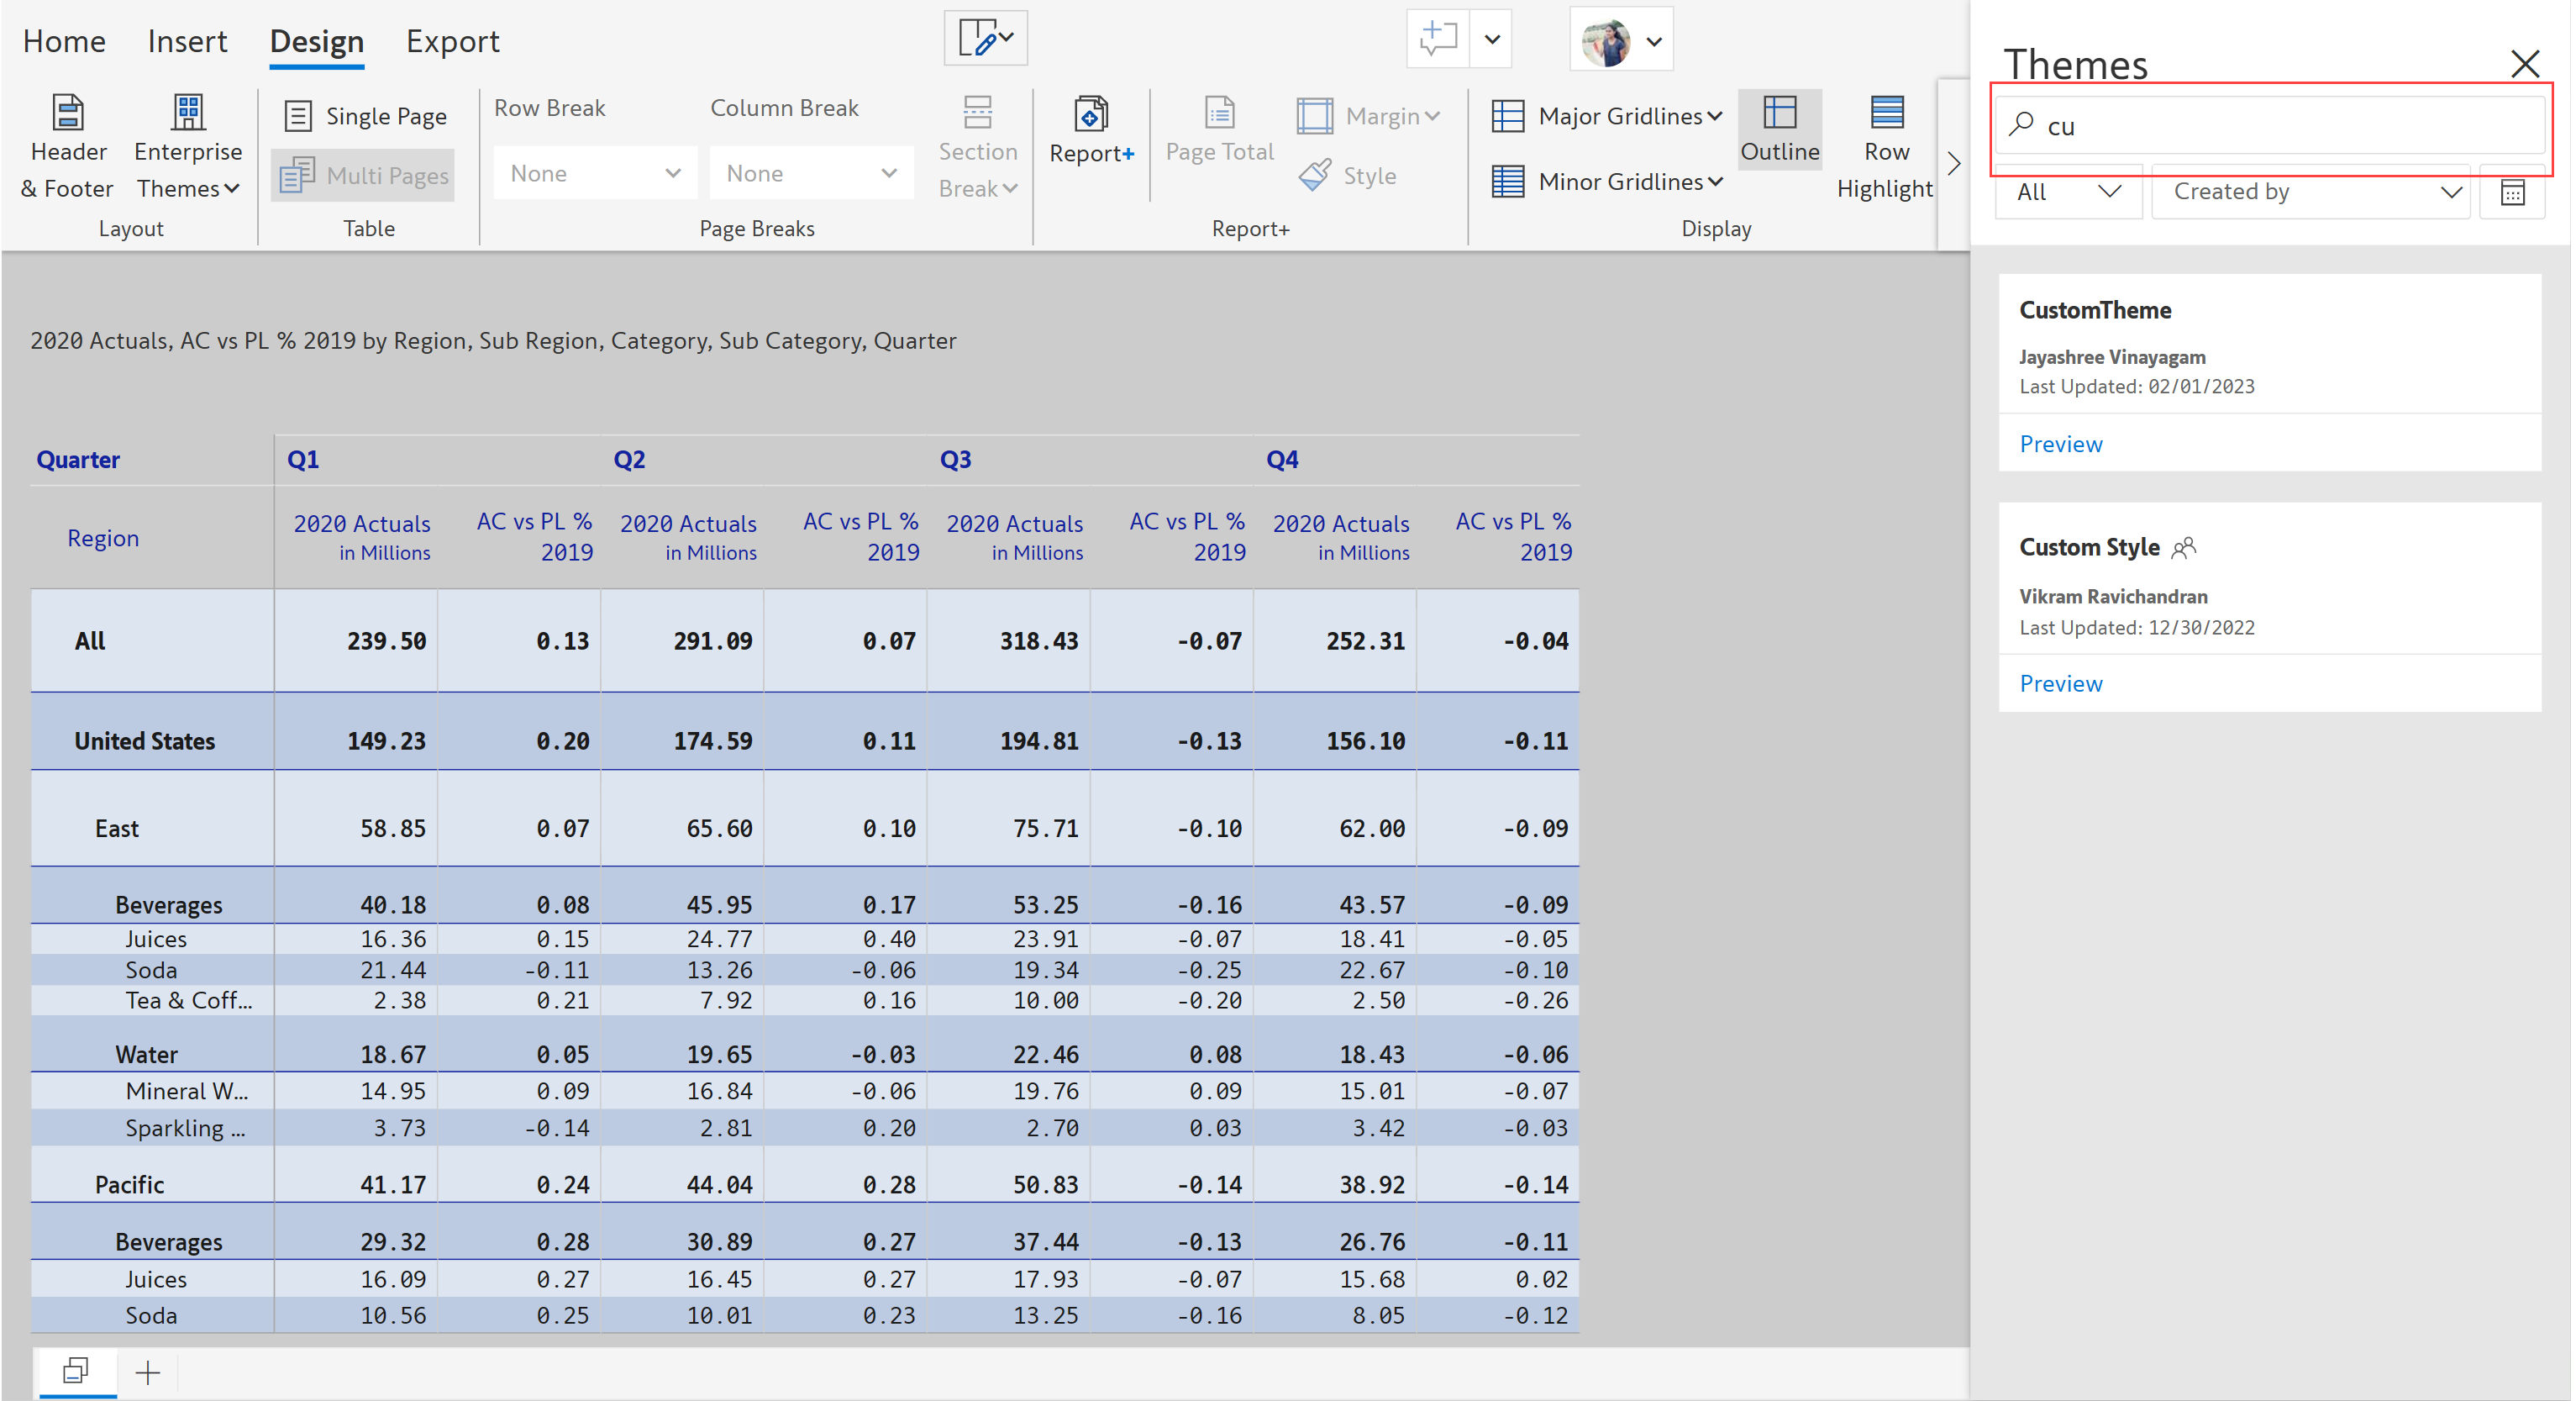 Home Insert Design Export
Header & Footer
Enterprise Themes
Layout
Single Page
Multi Pages
Table
Row Break Column Break
None None
Section Break
Page Breaks
Report+
Page Total
Margin
Style
Report+
Major Gridlines
Minor Gridlines
Outline
Row Highlight
Display
2020 Actuals, AC vs PL % 2019 by Region, Sub Region, Category, Sub Category, Quarter
Quarter Q1 Q2 Q3 Q4
Region 2020 Actuals in Millions AC vs PL % 2019 2020 Actuals in Millions AC vs PL % 2019 2020 Actuals in Millions AC vs PL % 2019 2020 Actuals in Millions AC vs PL % 2019
All 239.50 0.13 291.09 0.07 318.43 -0.07 252.31 -0.04
United States 149.23 0.20 174.59 0.11 194.81 -0.13 156.10 -0.11
East 58.85 0.07 65.60 0.10 75.71 -0.10 62.00 -0.09
Beverages 40.18 0.08 45.95 0.17 53.25 -0.16 43.57 -0.09
Juices 16.36 0.15 24.77 0.40 23.91 -0.07 18.41 -0.05
Soda 21.44 -0.11 13.26 -0.06 19.34 -0.25 22.67 -0.10
Tea & Coff... 2.38 0.21 7.92 0.16 10.00 -0.20 2.50 -0.26
Water 18.67 0.05 19.65 -0.03 22.46 0.08 18.43 -0.06
Mineral W... 14.95 0.09 16.84 -0.06 19.76 0.09 15.01 -0.07
Sparkling ... 3.73 -0.14 2.81 0.20 2.70 0.03 3.42 -0.03
Pacific 41.17 0.24 44.04 0.28 50.83 -0.14 38.92 -0.14
Beverages 29.32 0.28 30.89 0.27 37.44 -0.13 26.76 -0.11
Juices 16.09 0.27 16.45 0.27 17.93 -0.07 15.68 0.02
Soda 10.56 0.25 10.01 0.23 13.25 -0.16 8.05 -0.12
Themes
cu
All Created by
CustomTheme
Jayashree Vinayagam
Last Updated: 02/01/2023
Preview
Custom Style
Vikram Ravichandran
Last Updated: 12/30/2022
Preview